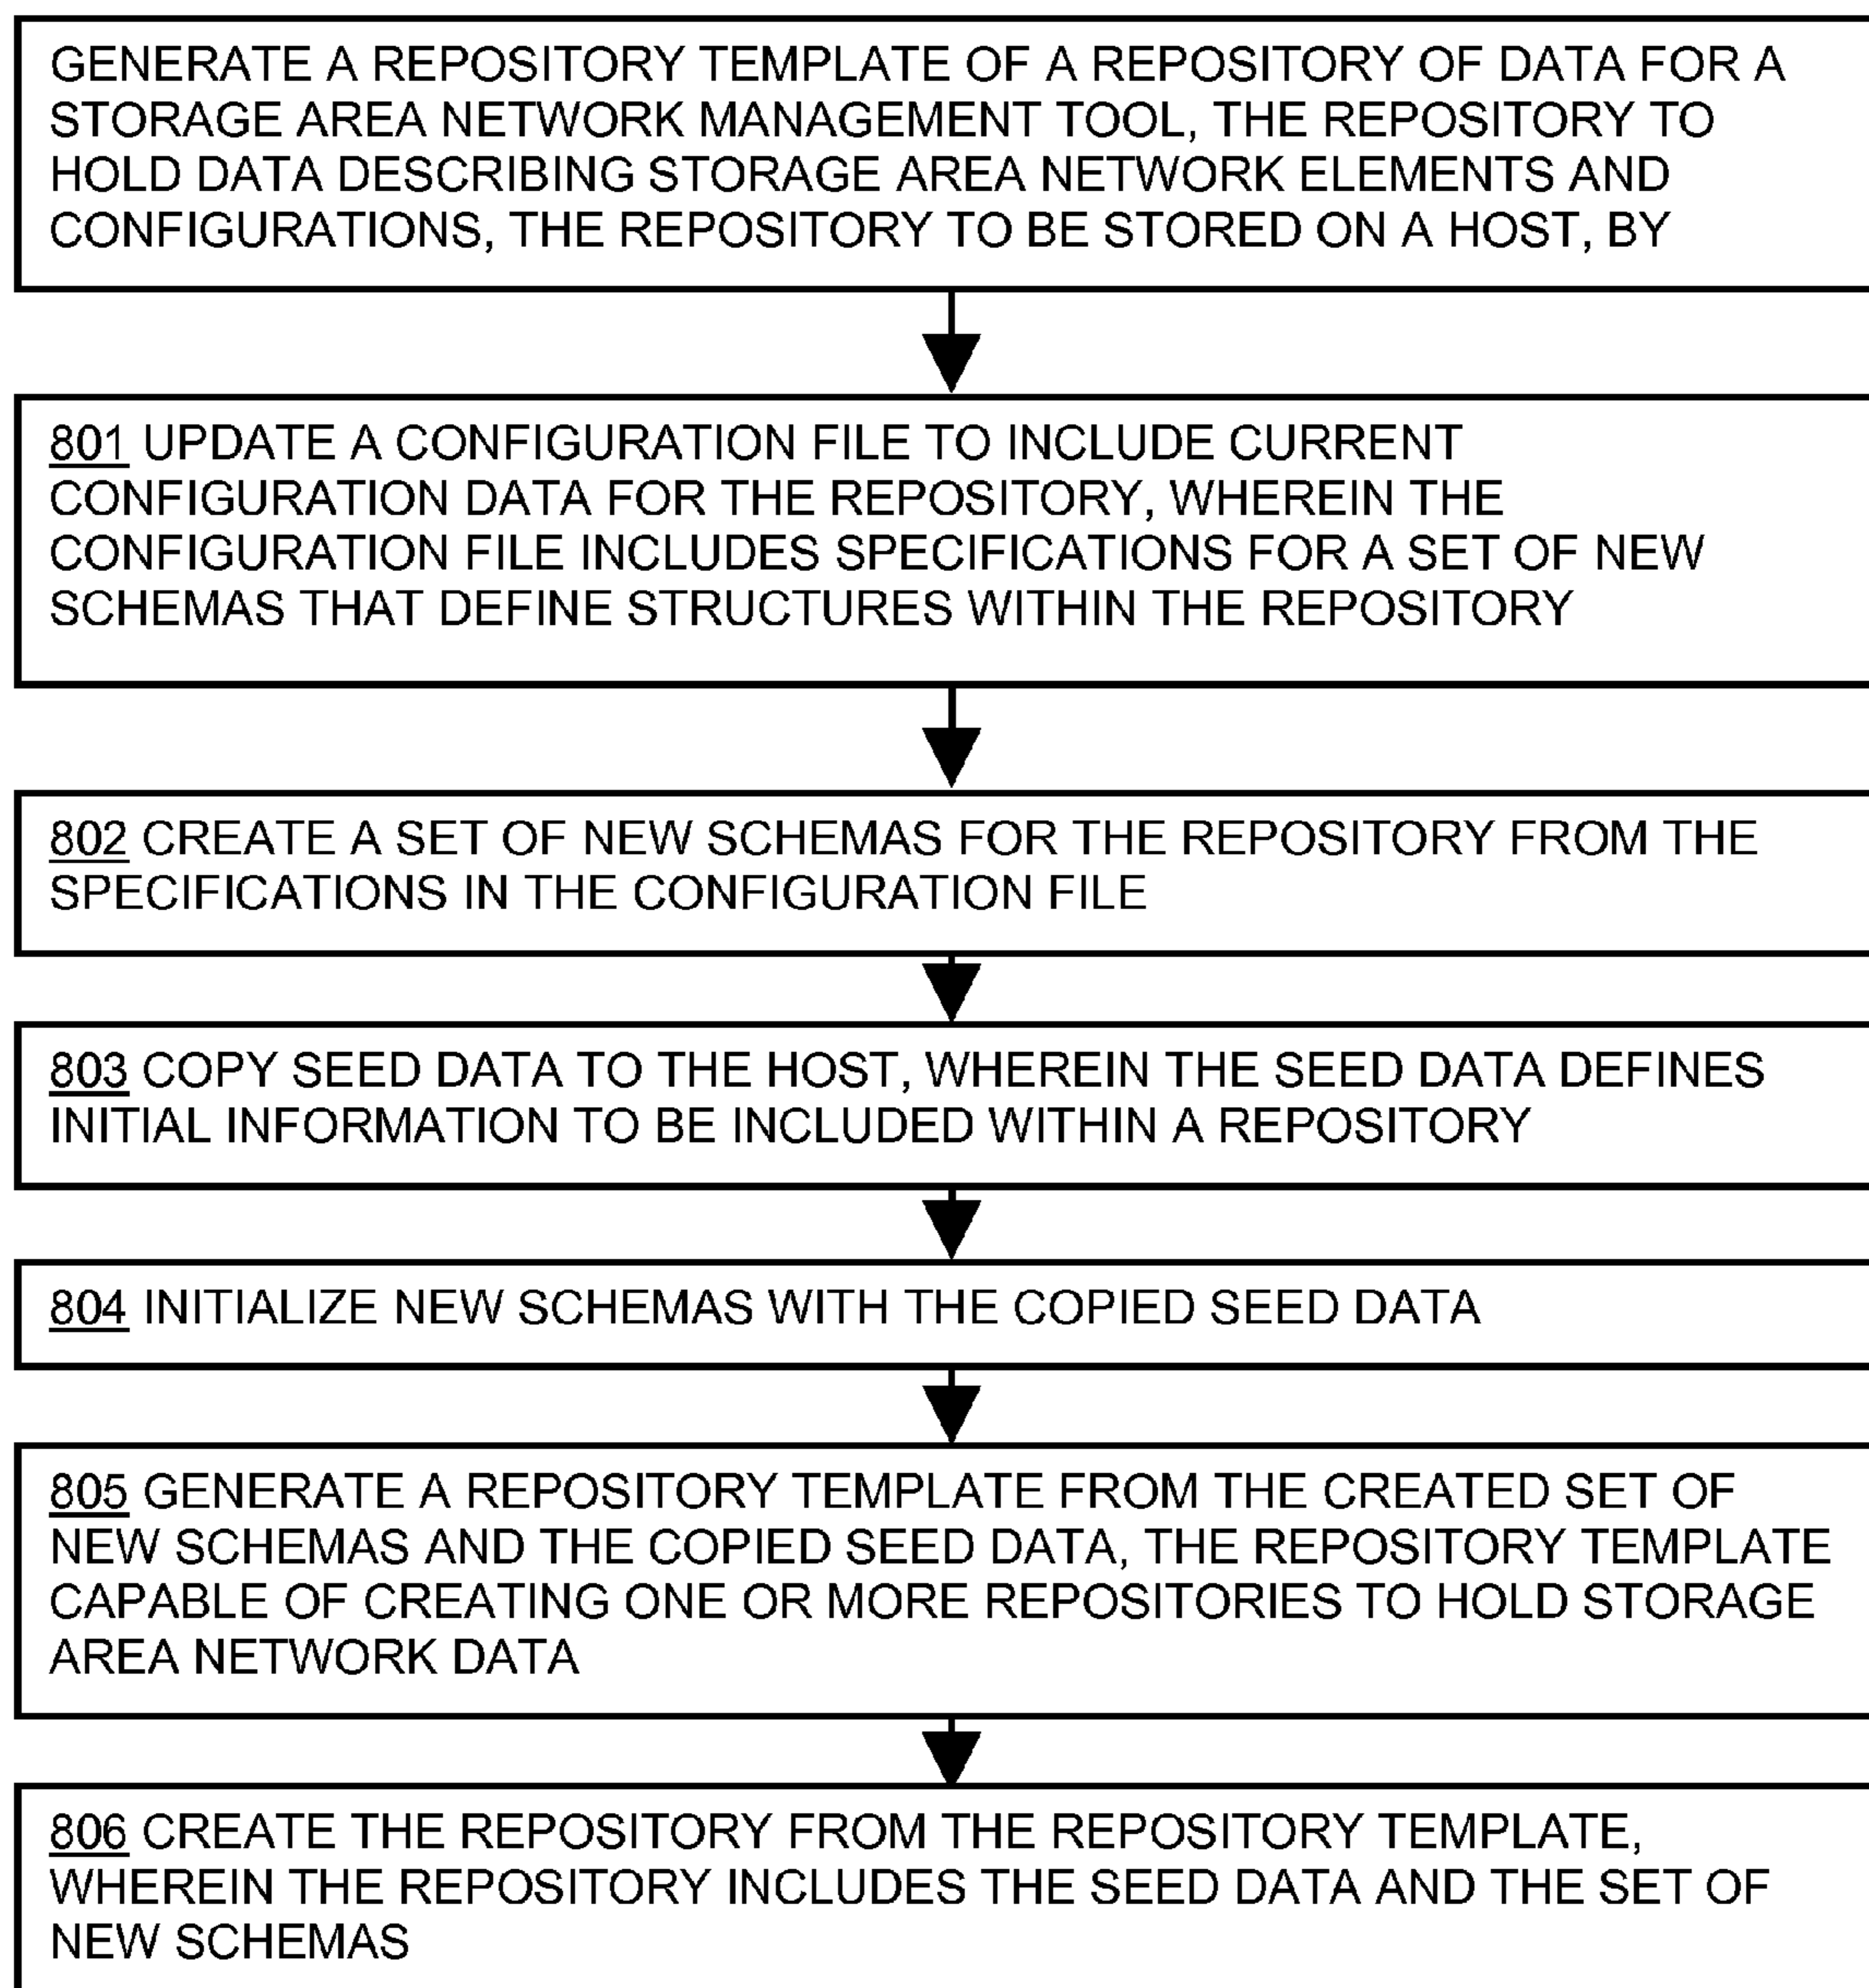 GENERATE A REPOSITORY TEMPLATE OF A REPOSITORY OF DATA FOR A
STORAGE AREA NETWORK MANAGEMENT TOOL, THE REPOSITORY TO
HOLD DATA DESCRIBING STORAGE AREA NETWORK ELEMENTS AND
CONFIGURATIONS, THE REPOSITORY TO BE STORED ON A HOST, BY
801 UPDATE A CONFIGURATION FILE TO INCLUDE CURRENT
CONFIGURATION DATA FOR THE REPOSITORY, WHEREIN THE
CONFIGURATION FILE INCLUDES SPECIFICATIONS FOR A SET OF NEW
SCHEMAS THAT DEFINE STRUCTURES WITHIN THE REPOSITORY
802 CREATE A SET OF NEW SCHEMAS FOR THE REPOSITORY FROM THE
SPECIFICATIONS IN THE CONFIGURATION FILE
803 COPY SEED DATA TO THE HOST, WHEREIN THE SEED DATA DEFINES
INITIAL INFORMATION TO BE INCLUDED WITHIN A REPOSITORY
804 INITIALIZE NEW SCHEMAS WITH THE COPIED SEED DATA
805 GENERATE A REPOSITORY TEMPLATE FROM THE CREATED SET OF
NEW SCHEMAS AND THE COPIED SEED DATA, THE REPOSITORY TEMPLATE
CAPABLE OF CREATING ONE OR MORE REPOSITORIES TO HOLD STORAGE
AREA NETWORK DATA
806 CREATE THE REPOSITORY FROM THE REPOSITORY TEMPLATE,
WHEREIN THE REPOSITORY INCLUDES THE SEED DATA AND THE SET OF
NEW SCHEMAS